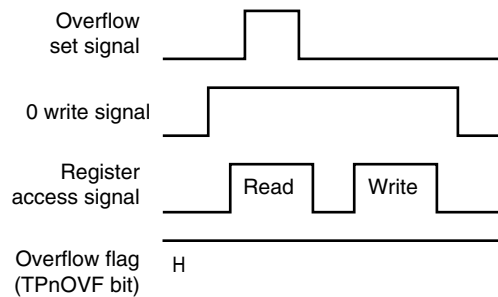 Overflow
set signal
0 write signal
Register
access signal
Read
Write
Overflow flag
(TPnOVF bit)
H